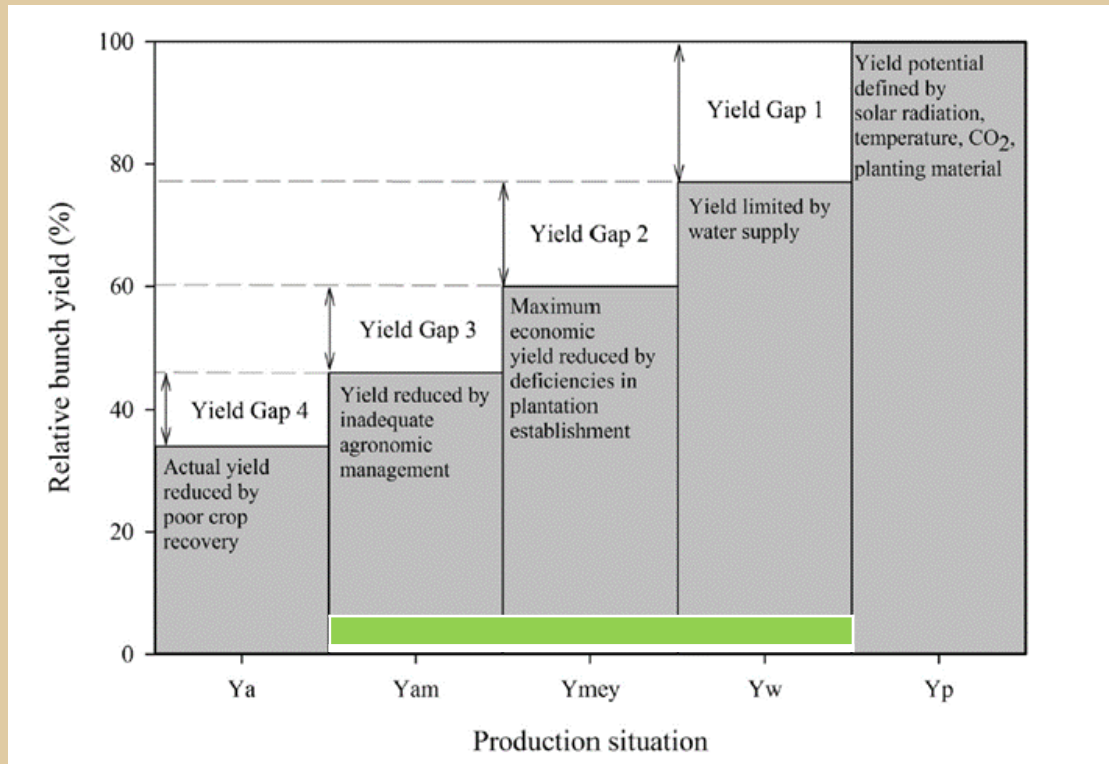 100
80
60
40
20
0
Relative bunch yield (%)
Yield Gap 4
Actual yield
reduced by
poor crop
recovery
Yield Gap 3
Yield reduced by
inadequate
agronomic
management
Yield Gap 2
Maximum
economic
yield reduced by
deficiencies in
plantation
establishment
Yield Gap 1
Yield limited by
water supply
Yield potential
defined by
solar radiation,
temperature, CO₂,
planting material
Ya
Yam
Ymey
Yw
Yp
Production situation